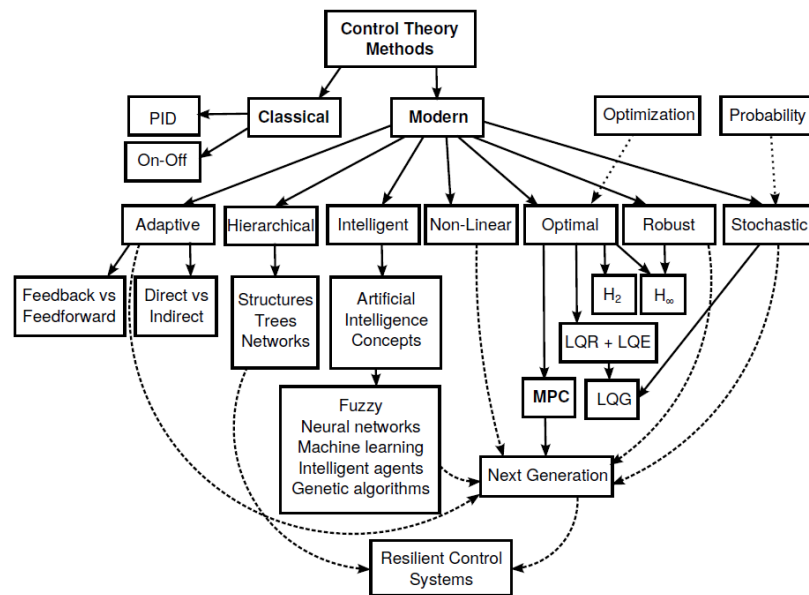 Control Theory
Methods
PID
Classical
Modern
Optimization
Probability
On-Off
Adaptive
Hierarchical
Intelligent
Non-Linear
Optimal
Robust
Stochastic
Feedback vs
Feedforward
Direct vs
Indirect
Structures
Trees
Networks
Artificial
Intelligence
Concepts
H₂
H∞
LQR + LQE
MPC
LQG
Fuzzy
Neural networks
Machine learning
Intelligent agents
Genetic algorithms
Next Generation
Resilient Control
Systems